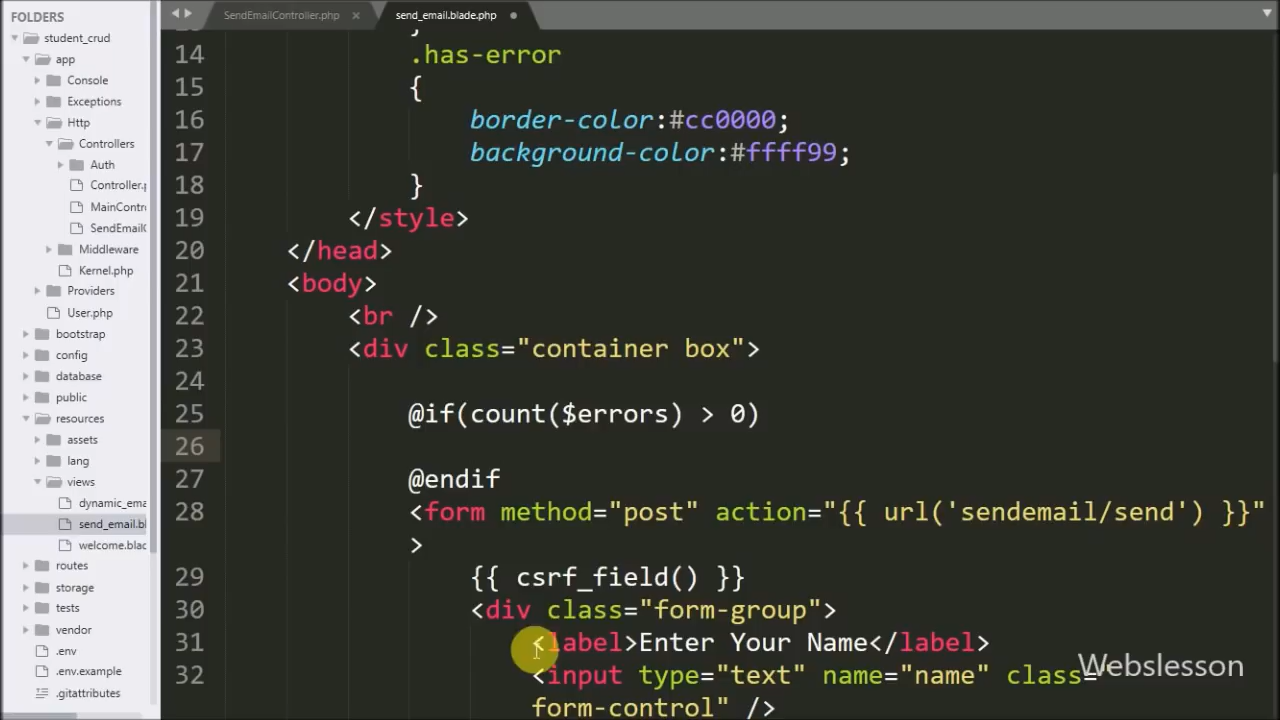 FOLDERS
student_crud
app
Console
Exceptions
Http
Controllers
Auth
Controller.p
MainContro
SendEmailC
Middleware
Kernel.php
Providers
User.php
bootstrap
config
database
public
resources
assets
lang
views
dynamic_ema
send_email.bl
welcome.blad
routes
storage
tests
vendor
.env
.env.example
.gitattributes
SendEmailController.php
send_email.blade.php
14 .has-error
15 {
16 border-color:#cc0000;
17 background-color:#ffff99;
18 }
19 </style>
20 </head>
21 <body>
22 <br />
23 <div class="container box">
24
25 @if(count($errors) > 0)
26
27 @endif
28 <form method="post" action="{{ url('sendemail/send') }}"
>
29 {{ csrf_field() }}
30 <div class="form-group">
31 <label>Enter Your Name</label>
32 <input type="text" name="name" class="
form-control" />
Webslesson